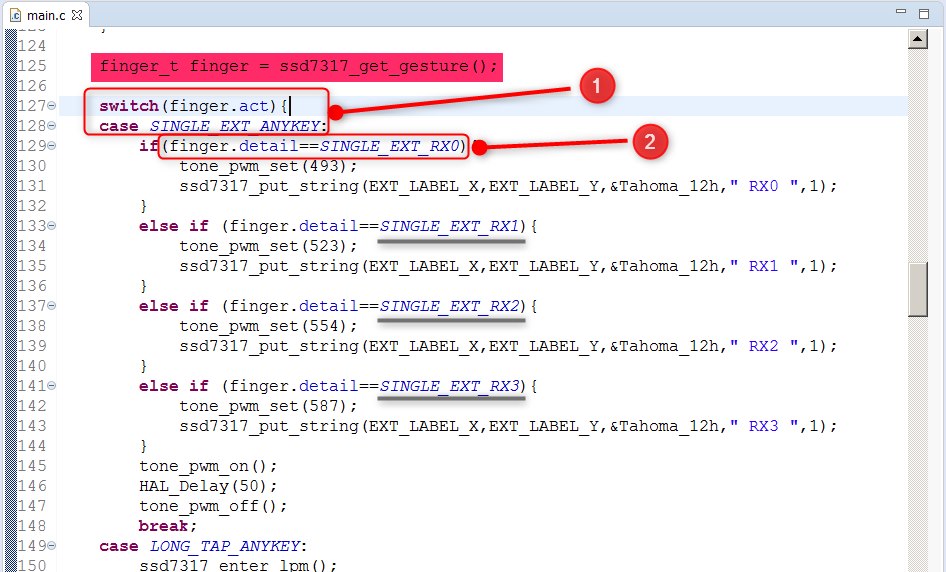 main.c
124
125 finger_t finger = ssd7317_get_gesture();
126
127 switch(finger.act){
1
128 case SINGLE_EXT_ANYKEY:
129 if(finger.detail==SINGLE_EXT_RX0)
2
130 tone_pwm_set(493);
131 ssd7317_put_string(EXT_LABEL_X,EXT_LABEL_Y,&Tahoma_12h," RX0 ",1);
132 }
133 else if (finger.detail==SINGLE_EXT_RX1){
134 tone_pwm_set(523);
135 ssd7317_put_string(EXT_LABEL_X,EXT_LABEL_Y,&Tahoma_12h," RX1 ",1);
136 }
137 else if (finger.detail==SINGLE_EXT_RX2){
138 tone_pwm_set(554);
139 ssd7317_put_string(EXT_LABEL_X,EXT_LABEL_Y,&Tahoma_12h," RX2 ",1);
140 }
141 else if (finger.detail==SINGLE_EXT_RX3){
142 tone_pwm_set(587);
143 ssd7317_put_string(EXT_LABEL_X,EXT_LABEL_Y,&Tahoma_12h," RX3 ",1);
144 }
145 tone_pwm_on();
146 HAL_Delay(50);
147 tone_pwm_off();
148 break;
149 case LONG_TAP_ANYKEY:
150 ssd7317_enter_lpm();